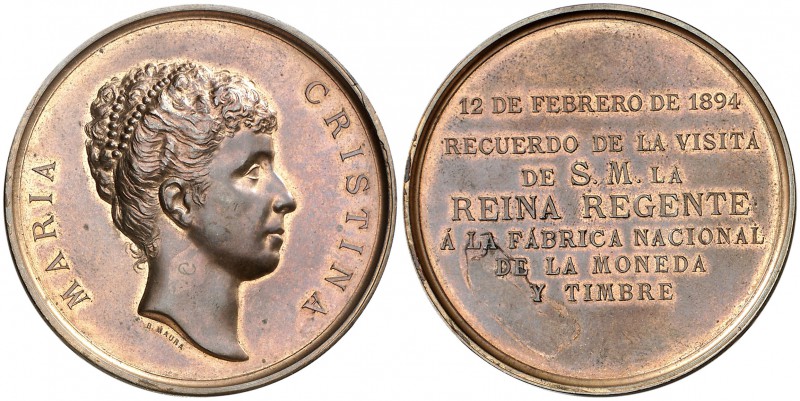 MARIA
CRISTINA
B. MAURA
12 DE FEBRERO DE 1894
RECUERDO DE LA VISITA
DE S. M. LA
REINA REGENTE
Á LA FÁBRICA NACIONAL
DE LA MONEDA
Y TIMBRE